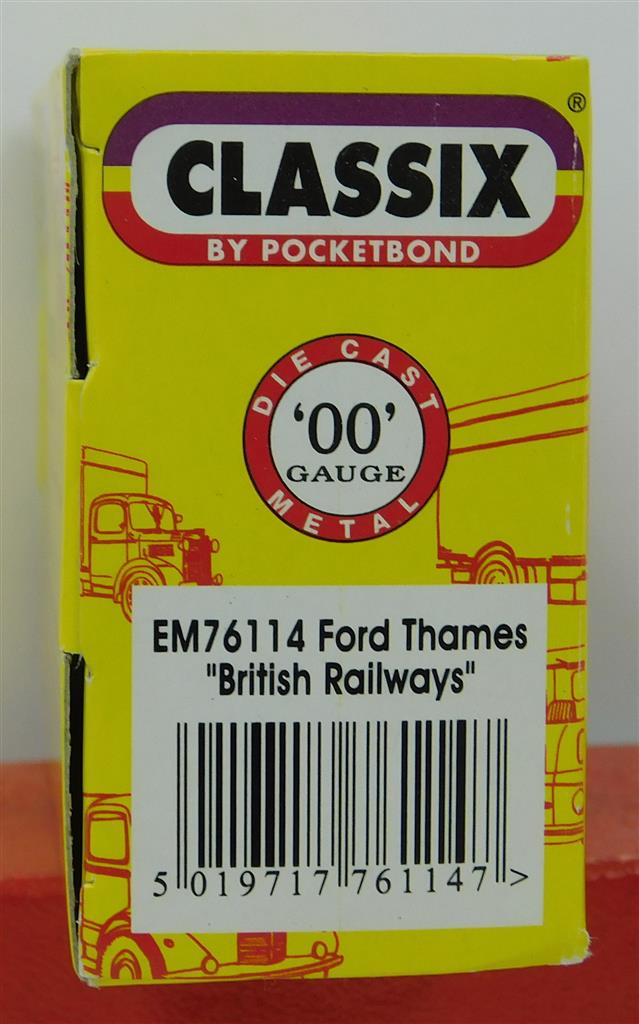 ®
CLASSIX
BY POCKETBOND
DIE CAST
'00'
GAUGE
METAL
EM76114 Ford Thames
"British Railways"
5 019717 761147 >